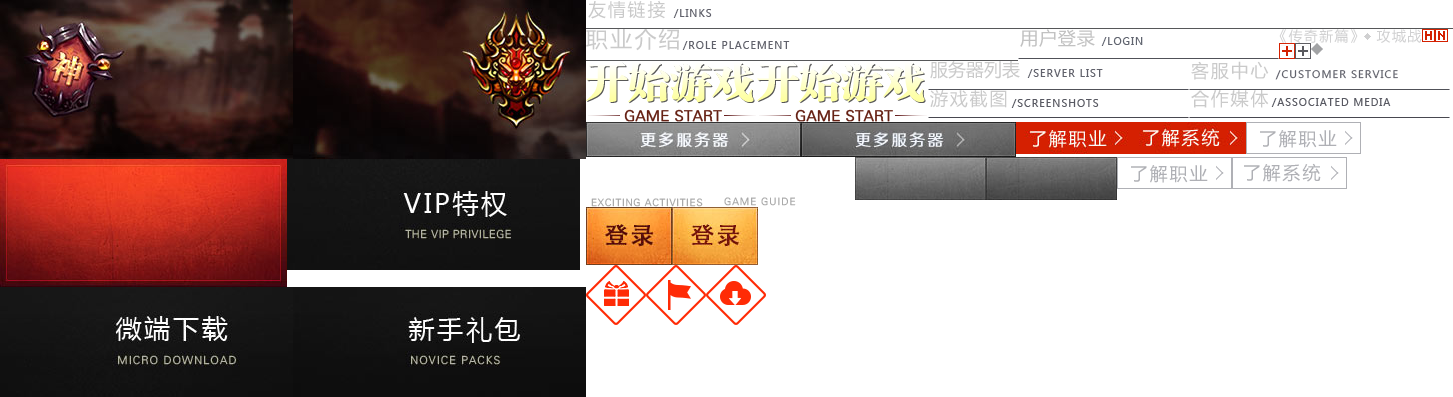 神
友情链接 /LINKS
职业介绍 /ROLE PLACEMENT
用户登录 /LOGIN
《传奇新篇》 攻城战
H N
开始游戏 开始游戏
GAME START GAME START
服务器列表 /SERVER LIST
客服中心 /CUSTOMER SERVICE
游戏截图 /SCREENSHOTS
合作媒体 /ASSOCIATED MEDIA
更多服务器 更多服务器
了解职业 了解系统 了解职业
了解职业 了解系统
EXCITING ACTIVITIES GAME GUIDE
登录 登录
VIP特权
THE VIP PRIVILEGE
微端下载
MICRO DOWNLOAD
新手礼包
NOVICE PACKS